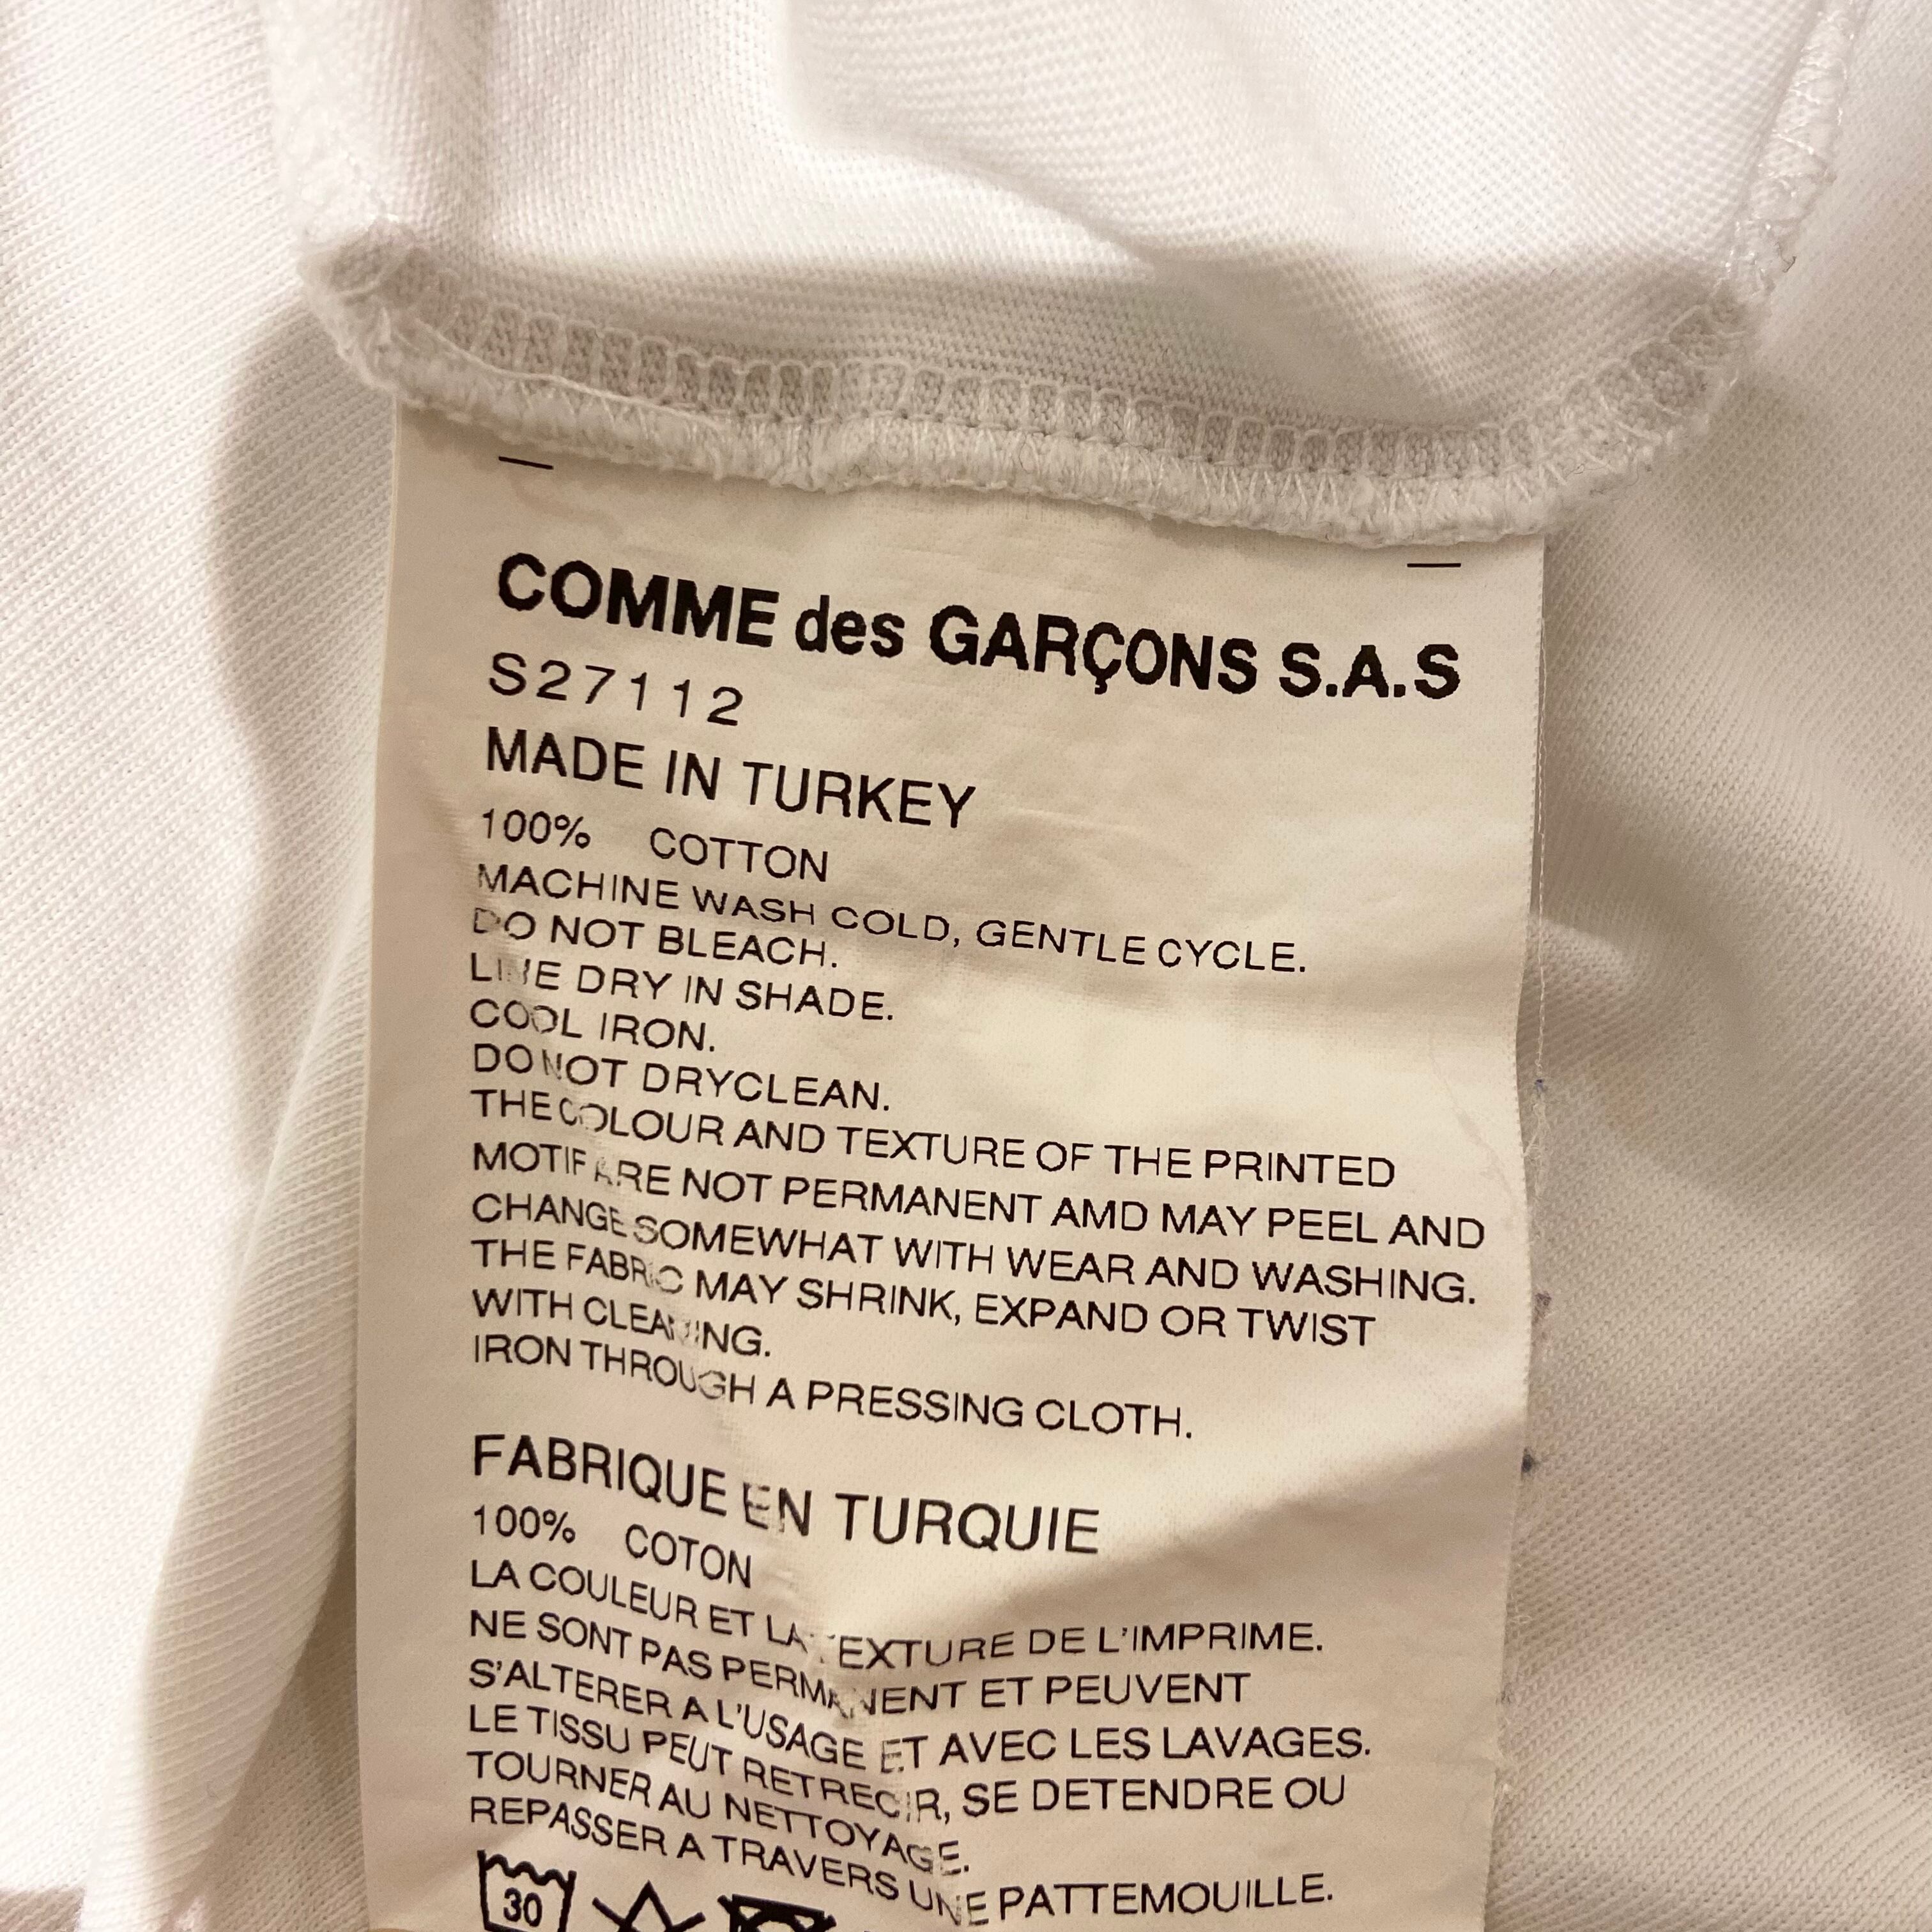 COMME des GARÇONS S.A.S
S27112
MADE IN TURKEY
100% COTTON
MACHINE WASH COLD, GENTLE CYCLE.
DO NOT BLEACH.
LINE DRY IN SHADE.
COOL IRON.
DO NOT DRYCLEAN.
THE COLOUR AND TEXTURE OF THE PRINTED
MOTIF ARE NOT PERMANENT AMD MAY PEEL AND
CHANGE SOMEWHAT WITH WEAR AND WASHING.
THE FABRIC MAY SHRINK, EXPAND OR TWIST
WITH CLEANING.
IRON THROUGH A PRESSING CLOTH.
FABRIQUE EN TURQUIE
100% COTON
LA COULEUR ET LA TEXTURE DE L'IMPRIME.
NE SONT PAS PERMANENT ET PEUVENT
S'ALTERER A L'USAGE ET AVEC LES LAVAGES.
LE TISSU PEUT RETRECIR, SE DETENDRE OU
TOURNER AU NETTOYAGE.
REPASSER A TRAVERS UNE PATTEMOUILLE.
30